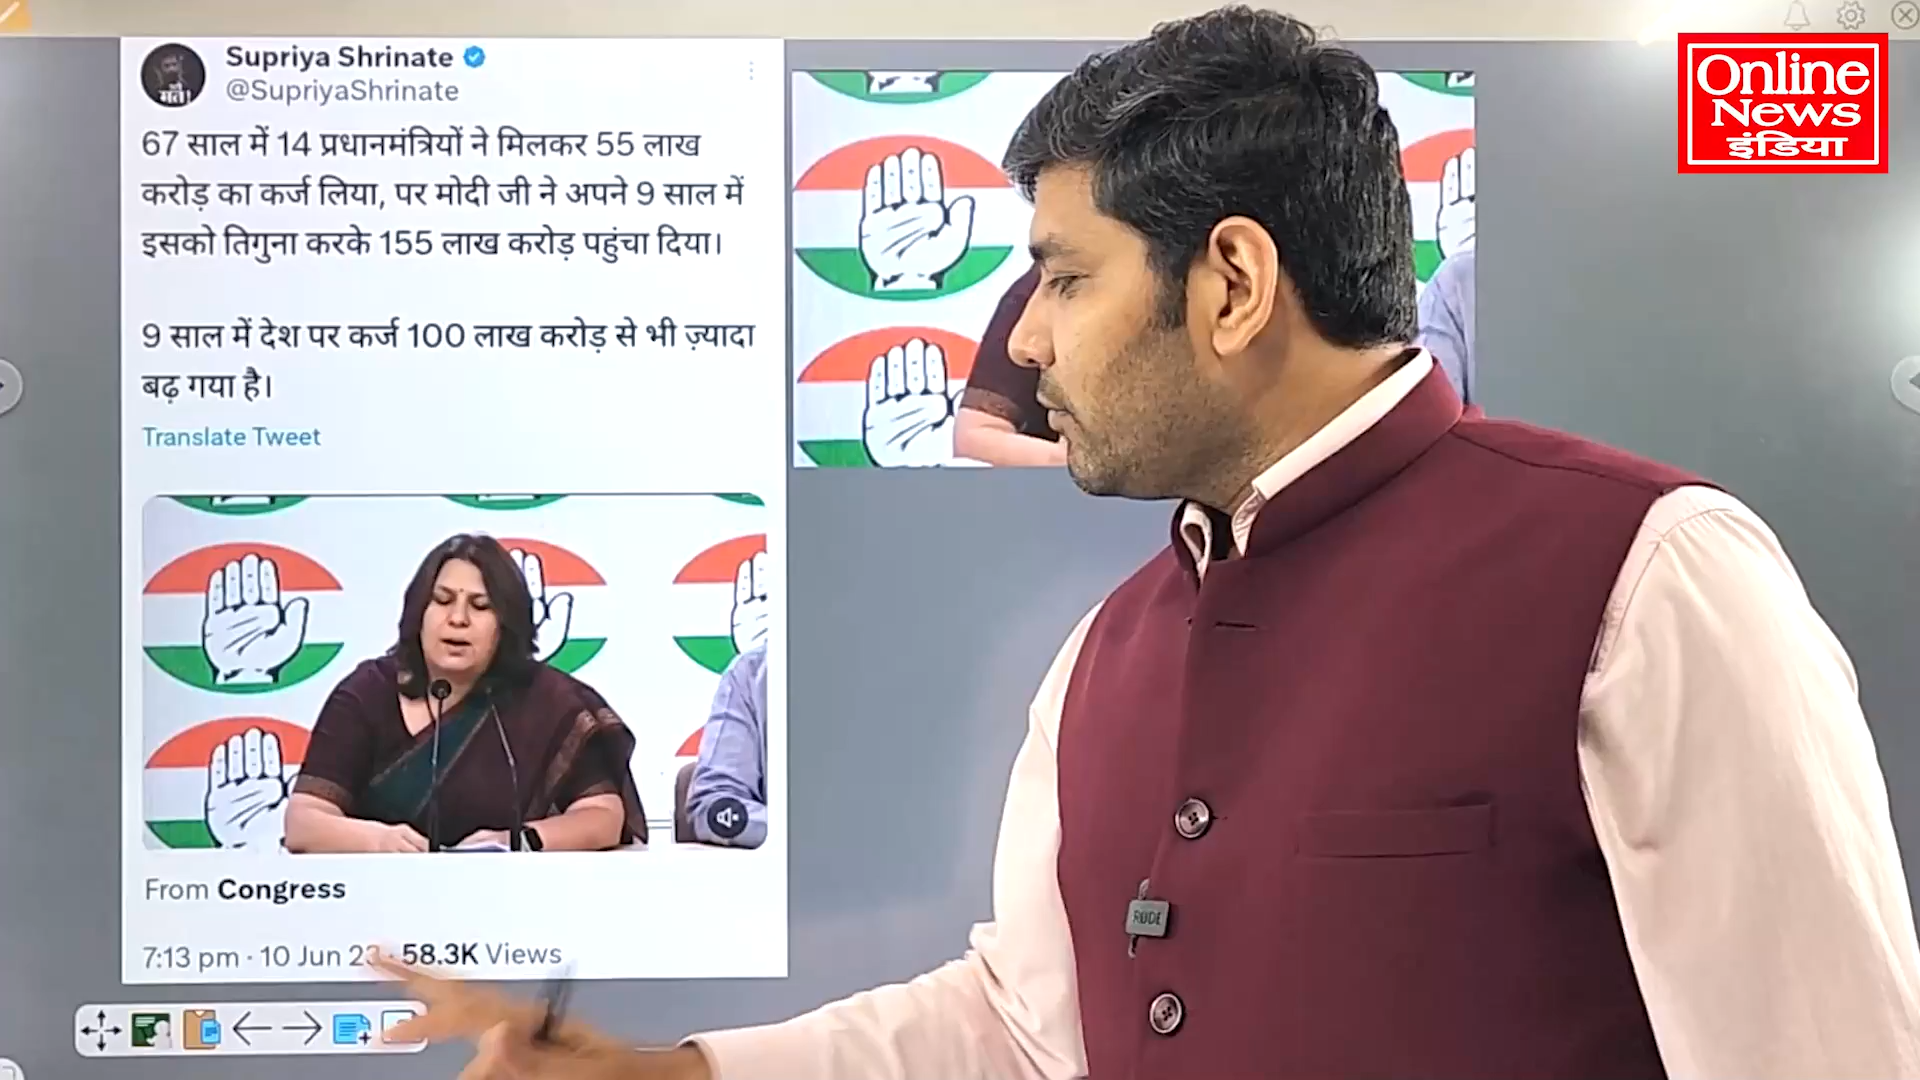 Supriya Shrinate
@SupriyaShrinate
67 साल में 14 प्रधानमंत्रियों ने मिलकर 55 लाख
करोड़ का कर्ज लिया, पर मोदी जी ने अपने 9 साल में
इसको तिगुना करके 155 लाख करोड़ पहुंचा दिया।
9 साल में देश पर कर्ज 100 लाख करोड़ से भी ज़्यादा
बढ़ गया है।
Translate Tweet
From Congress
7:13 pm · 10 Jun 23 · 58.3K Views
Online
News
इंडिया
RODE